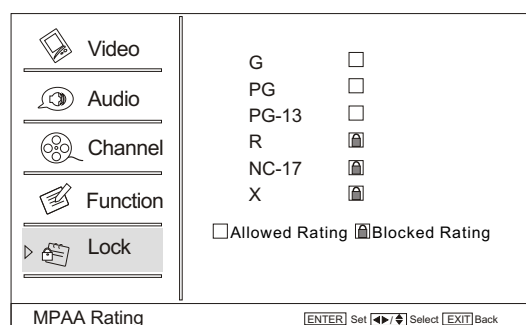 Video
Audio
Channel
Function
Lock
G
PG
PG-13
R
NC-17
X
Allowed Rating Blocked Rating
MPAA Rating
ENTER Set / Select EXIT Back